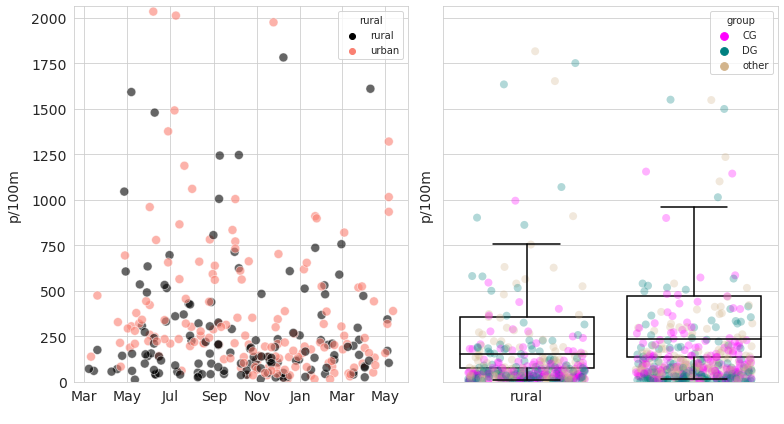 2000
1750
1500
1250
1000
750
500
250
0
p/100m
Mar May Jul Sep Nov Jan Mar May
rural
rural
urban
p/100m
group
CG
DG
other
rural urban